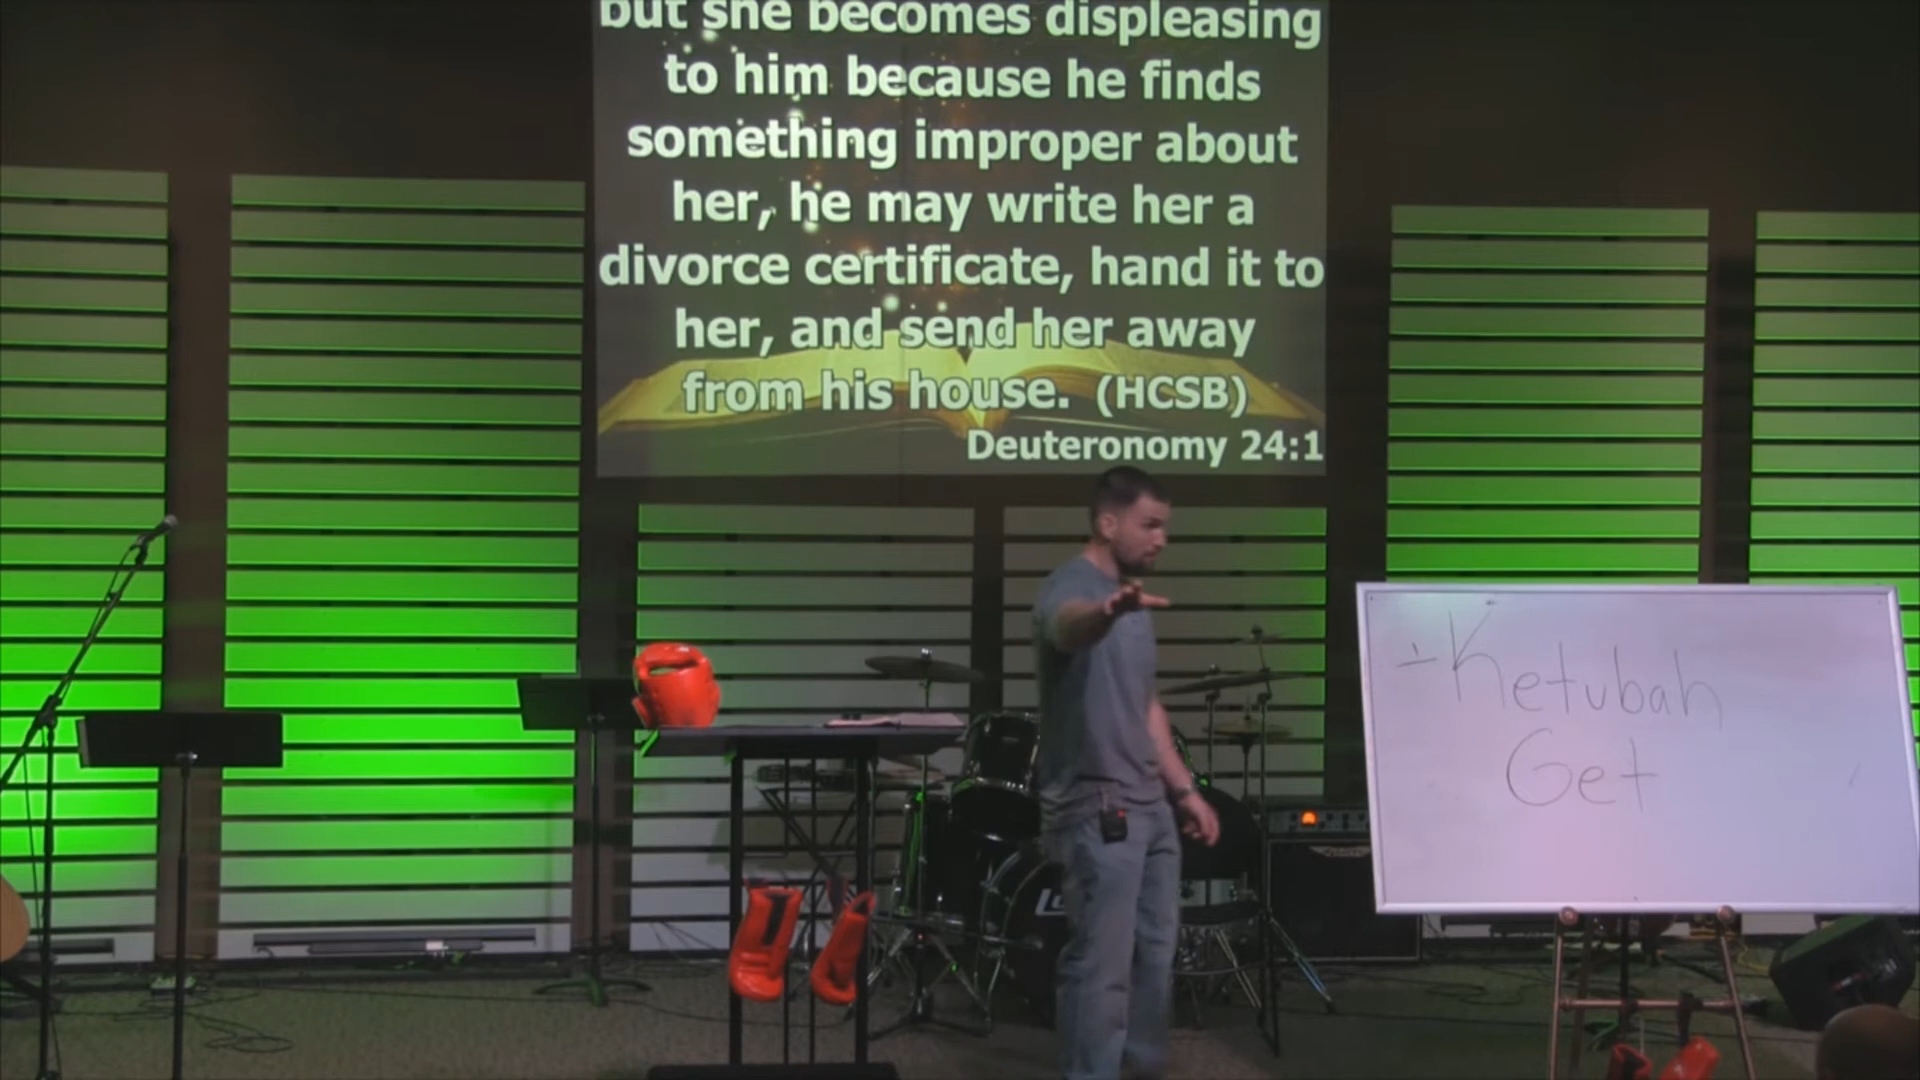 but she becomes displeasing
to him because he finds
something improper about
her, he may write her a
divorce certificate, hand it to
her, and send her away
from his house. (HCSB)
Deuteronomy 24:1
-Ketubah
Get